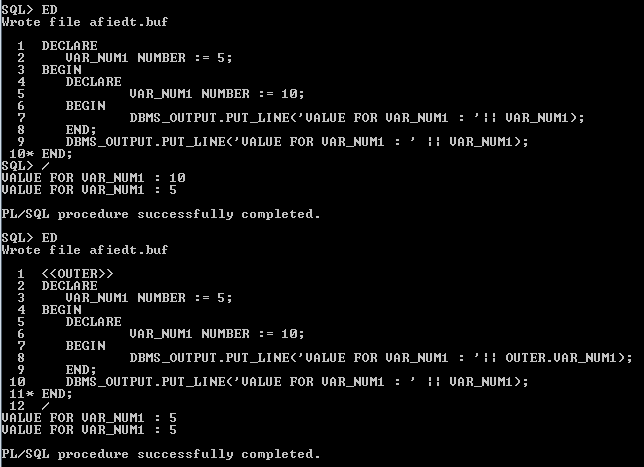 SQL> ED
Wrote file afiedt.buf
1 DECLARE
2 VAR_NUM1 NUMBER := 5;
3 BEGIN
4 DECLARE
5 VAR_NUM1 NUMBER := 10;
6 BEGIN
7 DBMS_OUTPUT.PUT_LINE('VALUE FOR VAR_NUM1 : '|| VAR_NUM1);
8 END;
9 DBMS_OUTPUT.PUT_LINE('VALUE FOR VAR_NUM1 : ' || VAR_NUM1);
10* END;
SQL> /
VALUE FOR VAR_NUM1 : 10
VALUE FOR VAR_NUM1 : 5
PL/SQL procedure successfully completed.
SQL> ED
Wrote file afiedt.buf
1 <<OUTER>>
2 DECLARE
3 VAR_NUM1 NUMBER := 5;
4 BEGIN
5 DECLARE
6 VAR_NUM1 NUMBER := 10;
7 BEGIN
8 DBMS_OUTPUT.PUT_LINE('VALUE FOR VAR_NUM1 : '|| OUTER.VAR_NUM1);
9 END;
10 DBMS_OUTPUT.PUT_LINE('VALUE FOR VAR_NUM1 : ' || VAR_NUM1);
11* END;
12 /
VALUE FOR VAR_NUM1 : 5
VALUE FOR VAR_NUM1 : 5
PL/SQL procedure successfully completed.